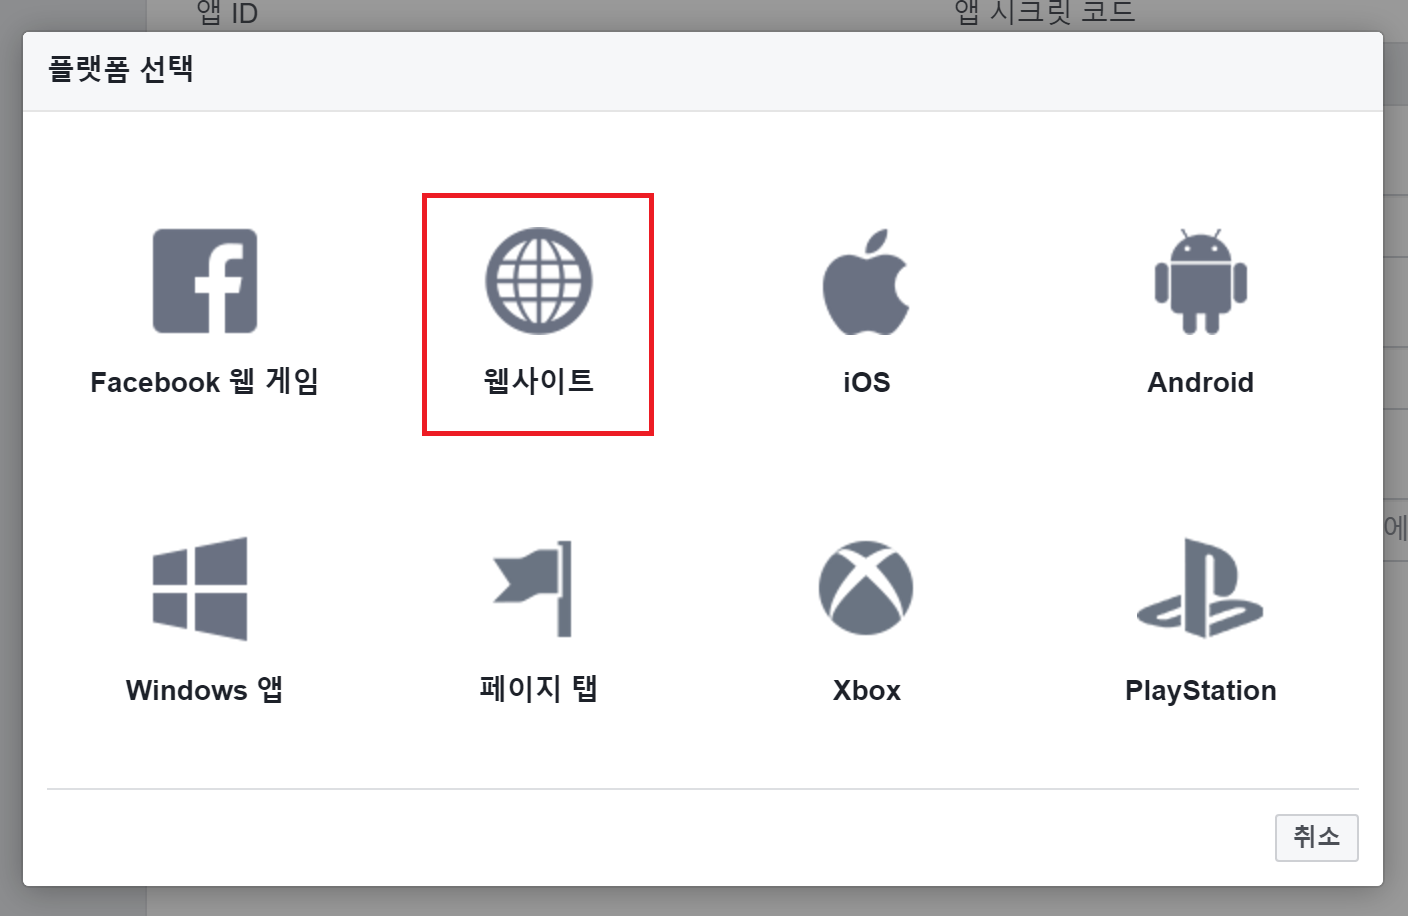 앱 ID
앱 시크릿 코드
플랫폼 선택
Facebook 웹 게임
웹사이트
iOS
Android
Windows 앱
페이지 탭
Xbox
PlayStation
에
취소